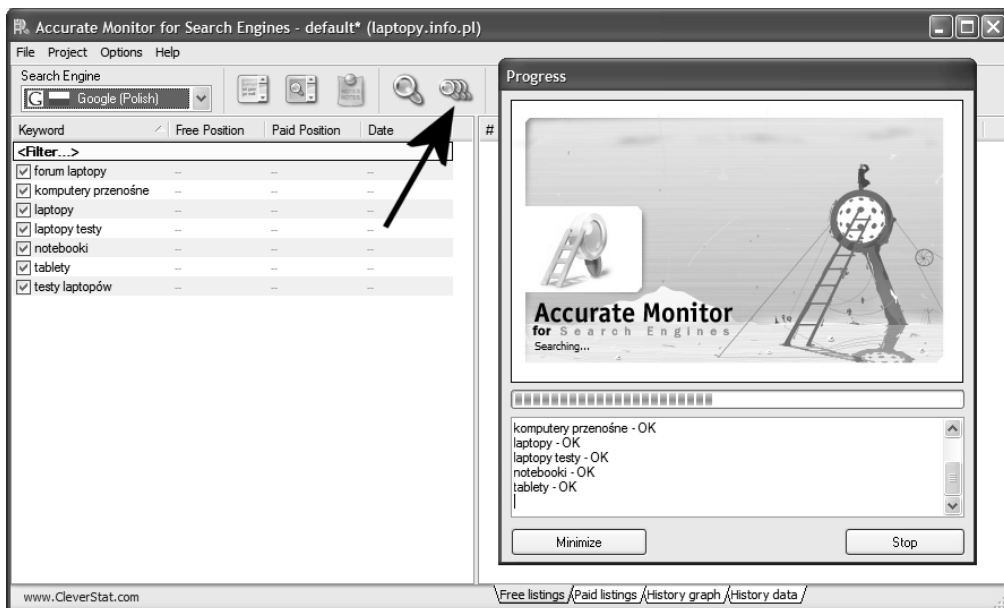 Accurate Monitor for Search Engines - default* (laptopy.info.pl)
File Project Options Help
Search Engine
Google (Polish)
Keyword Free Position Paid Position Date #
<Filter...>
forum laptopy -- -- --
komputery przenośne -- -- --
laptopy -- -- --
laptopy testy -- -- --
notebooki -- -- --
tablety -- -- --
testy laptopów -- -- --
Progress
Accurate Monitor
for Search Engines
Searching...
komputery przenośne - OK
laptopy - OK
laptopy testy - OK
notebooki - OK
tablety - OK
Minimize Stop
www.CleverStat.com
Free listings Paid listings History graph History data